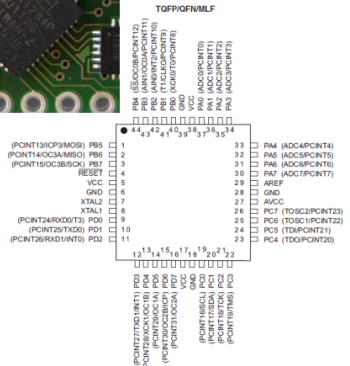 TQFP/QFN/MLF
PB4 (SS/OC0B/PCINT12)
PB3 (AIN1/OC0A/PCINT11)
PB2 (AIN0/INT2/PCINT10)
PB1 (T1/CLKO/PCINT9)
PB0 (XCK0/T0/PCINT8)
GND
VCC
PA0 (ADC0/PCINT0)
PA1 (ADC1/PCINT1)
PA2 (ADC2/PCINT2)
PA3 (ADC3/PCINT3)
44 42 40 38 36 34
43 41 39 37 35
(PCINT13/ICP3/MOSI) PB5 1
(PCINT14/OC3A/MISO) PB6 2
(PCINT15/OC3B/SCK) PB7 3
RESET 4
VCC 5
GND 6
XTAL2 7
XTAL1 8
(PCINT24/RXD0/T3) PD0 9
(PCINT25/TXD0) PD1 10
(PCINT26/RXD1/INT0) PD2 11
33 PA4 (ADC4/PCINT4)
32 PA5 (ADC5/PCINT5)
31 PA6 (ADC6/PCINT6)
30 PA7 (ADC7/PCINT7)
29 AREF
28 GND
27 AVCC
26 PC7 (TOSC2/PCINT23)
25 PC6 (TOSC1/PCINT22)
24 PC5 (TDI/PCINT21)
23 PC4 (TDO/PCINT20)
13 15 17 19 21
12 14 16 18 20 22
(PCINT27/TXD1/INT1) PD3
(PCINT28/XCK1/OC1B) PD4
(PCINT29/OC1A) PD5
(PCINT30/OC2B/ICP) PD6
(PCINT31/OC2A) PD7
VCC
GND
(PCINT16/SCL) PC0
(PCINT17/SDA) PC1
(PCINT18/TCK) PC2
(PCINT19/TMS) PC3